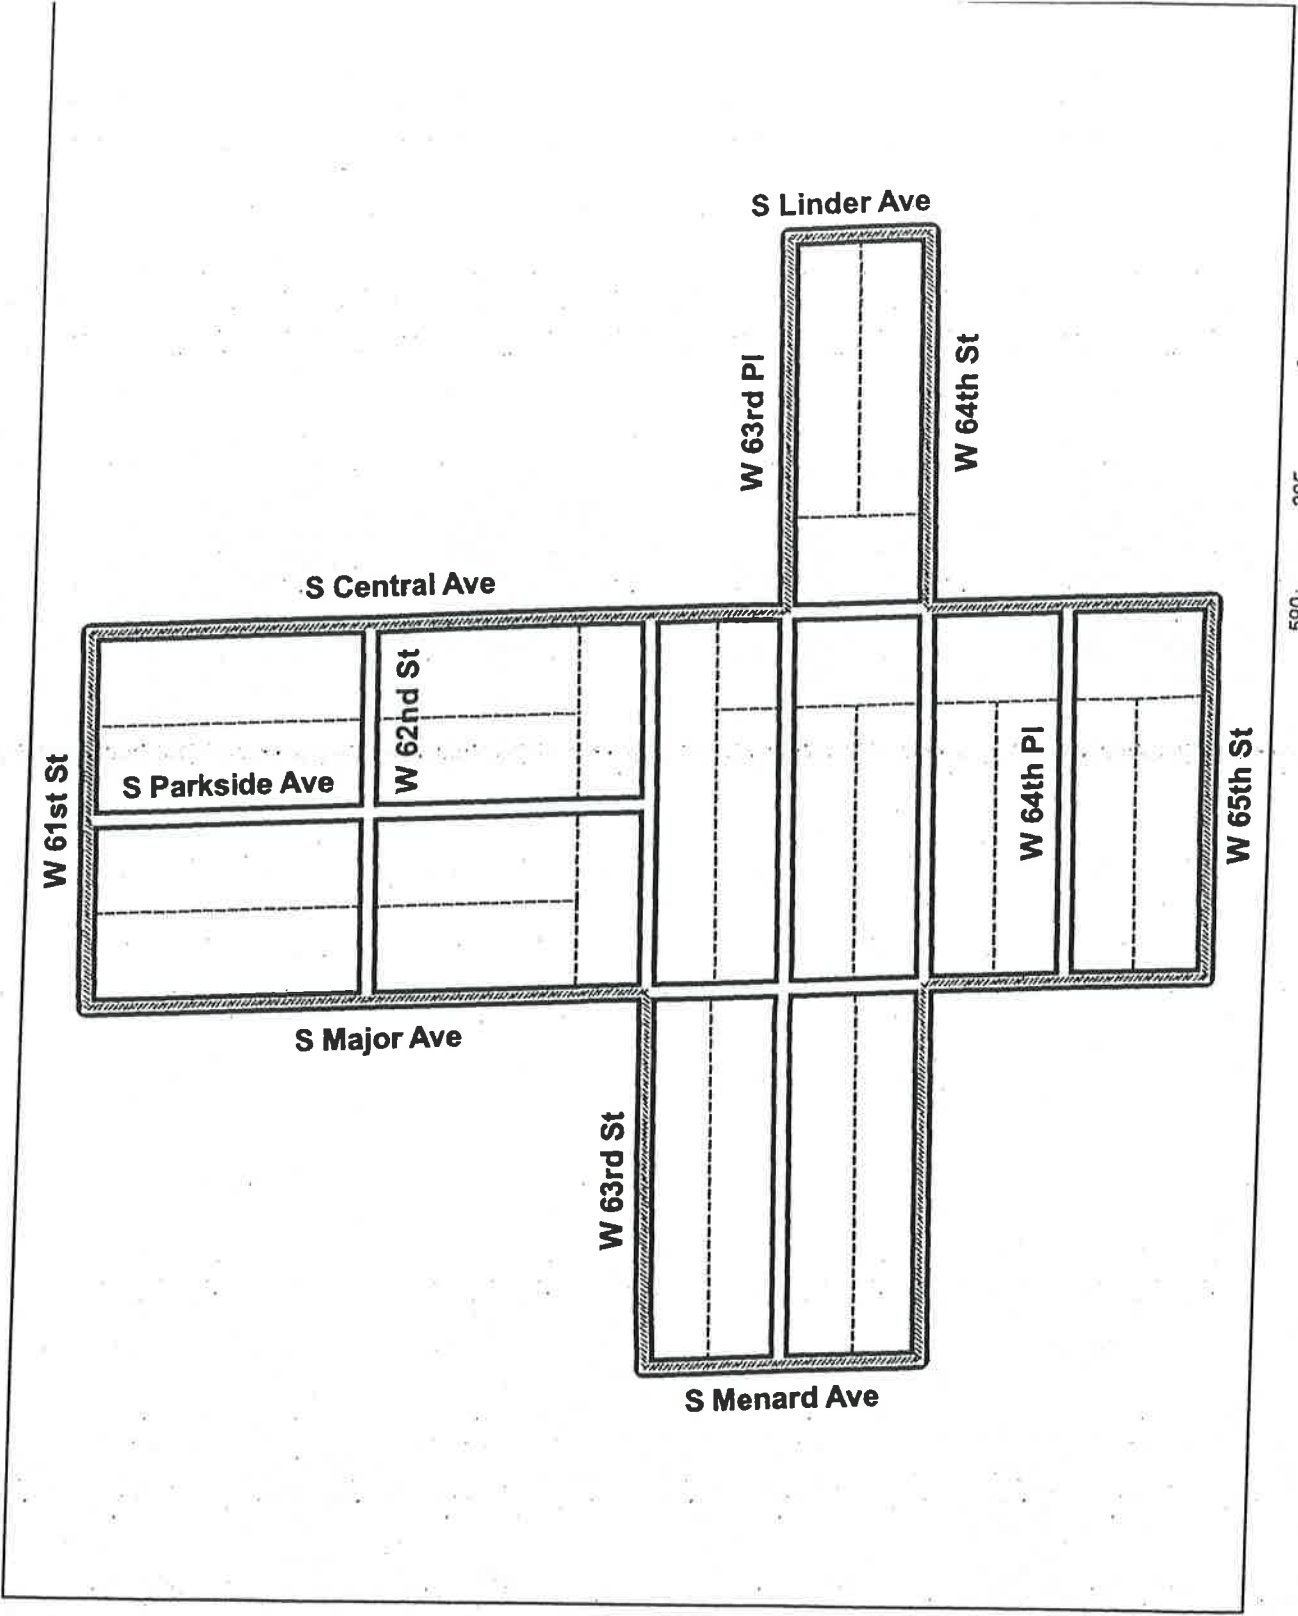 S Linder Ave
W 63rd Pl
W 64th St
S Central Ave
W 62nd St
S Parkside Ave
W 61st St
W 64th Pl
W 65th St
S Major Ave
W 63rd St
S Menard Ave